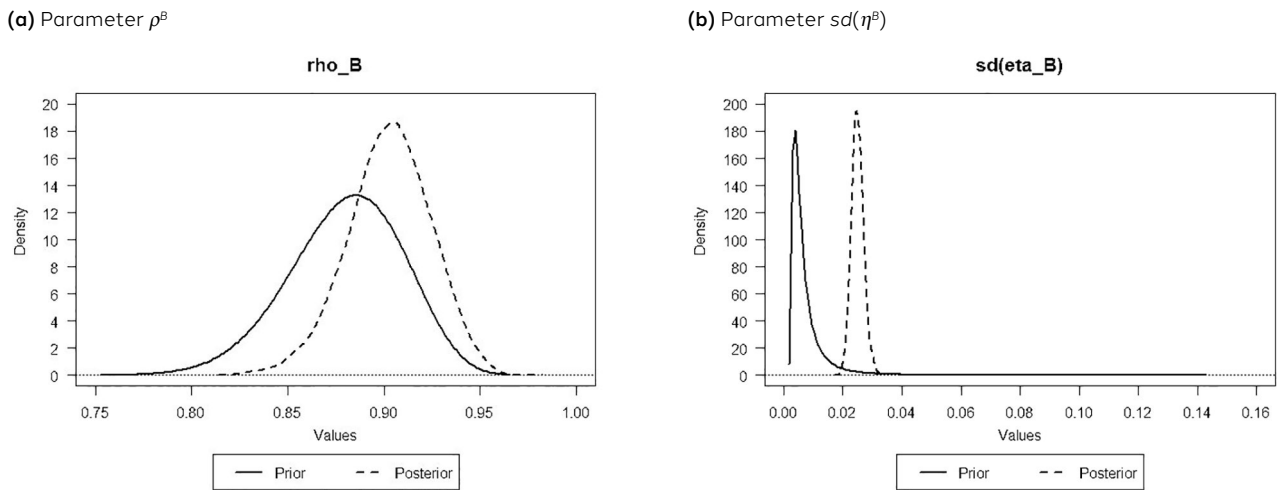 (a) Parameter ρᴮ
(b) Parameter sd(ηᴮ)
rho_B
sd(eta_B)
Density
20
18
16
14
12
10
8
6
4
2
0
0.75 0.80 0.85 0.90 0.95 1.00
Values
Prior Posterior
Density
200
180
160
140
120
100
80
60
40
20
0
0.00 0.02 0.04 0.06 0.08 0.10 0.12 0.14 0.16
Values
Prior Posterior